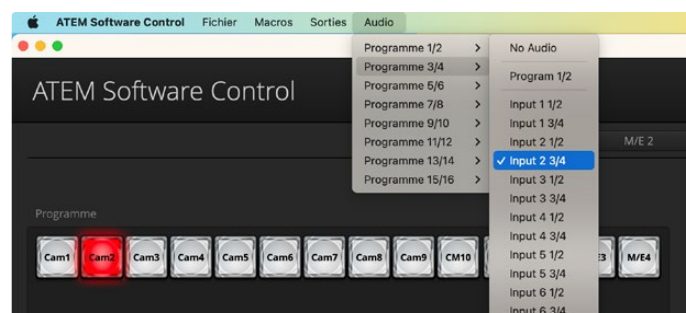 ATEM Software Control Fichier Macros Sorties Audio
ATEM Software Control
Programme 1/2
Programme 3/4
Programme 5/6
Programme 7/8
Programme 9/10
Programme 11/12
Programme 13/14
Programme 15/16
No Audio
Program 1/2
Input 1 1/2
Input 1 3/4
Input 2 1/2
✓ Input 2 3/4
Input 3 1/2
Input 3 3/4
Input 4 1/2
Input 4 3/4
Input 5 1/2
Input 5 3/4
Input 6 1/2
Input 6 3/4
M/E 2
Programme
Cam1 Cam2 Cam3 Cam4 Cam5 Cam6 Cam7 Cam8 Cam9 CM10 M/E4